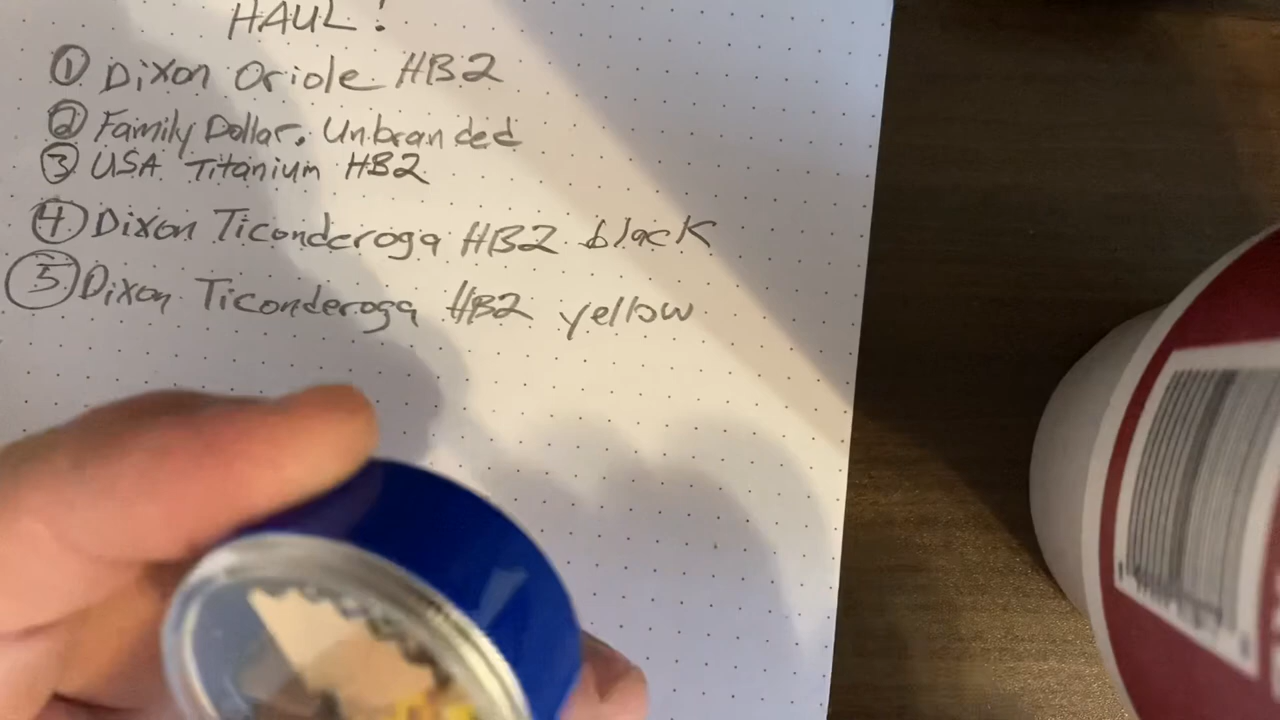 HAUL!
① Dixon Oriole HB2
② Family Dollar. Unbranded
③ USA Titanium HB2
④ Dixon Ticonderoga HB2 black
⑤ Dixon Ticonderoga HB2 yellow